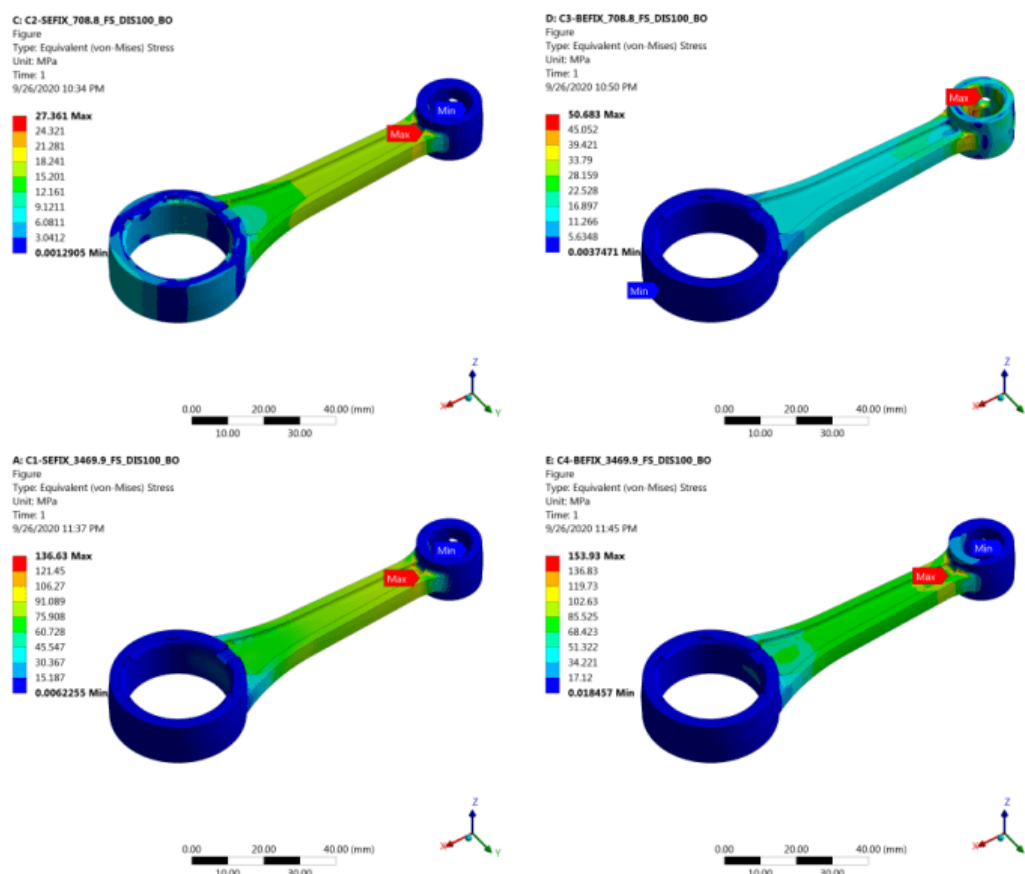 C: C2-SEFIX_708.8_FS_DIS100_BO
Figure
Type: Equivalent (von-Mises) Stress
Unit: MPa
Time: 1
9/26/2020 10:34 PM
27.361 Max
24.321
21.281
18.241
15.201
12.161
9.1211
6.0811
3.0412
0.0012905 Min
Max
Min
0.00 20.00 40.00 (mm)
10.00 30.00
Z
X
Y
D: C3-BEFIX_708.8_FS_DIS100_BO
Figure
Type: Equivalent (von-Mises) Stress
Unit: MPa
Time: 1
9/26/2020 10:50 PM
50.683 Max
45.052
39.421
33.79
28.159
22.528
16.897
11.266
5.6348
0.0037471 Min
Max
Min
0.00 20.00 40.00 (mm)
10.00 30.00
Z
X
Y
A: C1-SEFIX_3469.9_FS_DIS100_BO
Figure
Type: Equivalent (von-Mises) Stress
Unit: MPa
Time: 1
9/26/2020 11:37 PM
136.63 Max
121.45
106.27
91.089
75.908
60.728
45.547
30.367
15.187
0.0062255 Min
Max
Min
0.00 20.00 40.00 (mm)
10.00 30.00
Z
X
Y
E: C4-BEFIX_3469.9_FS_DIS100_BO
Figure
Type: Equivalent (von-Mises) Stress
Unit: MPa
Time: 1
9/26/2020 11:45 PM
153.93 Max
136.83
119.73
102.63
85.525
68.423
51.322
34.221
17.12
0.018457 Min
Max
Min
0.00 20.00 40.00 (mm)
10.00 30.00
Z
X
Y